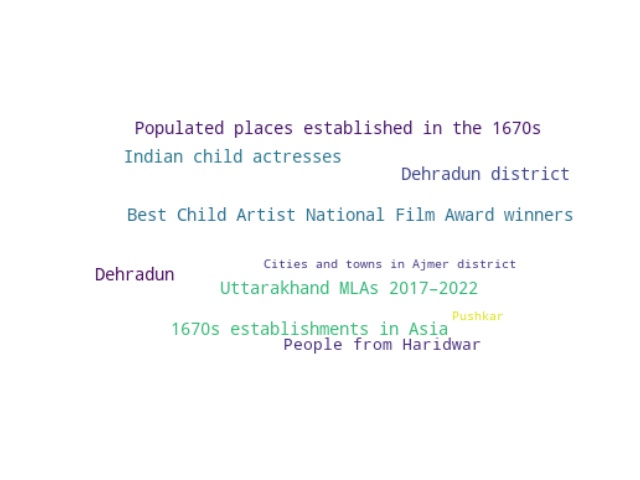 Populated places established in the 1670s
Indian child actresses
Dehradun district
Best Child Artist National Film Award winners
Cities and towns in Ajmer district
Dehradun
Uttarakhand MLAs 2017–2022
Pushkar
1670s establishments in Asia
People from Haridwar